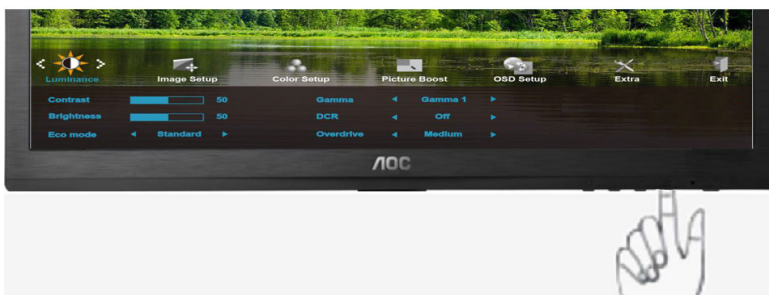 Luminance Image Setup Color Setup Picture Boost OSD Setup Extra Exit
Contrast 50 Gamma Gamma 1
Brightness 50 DCR Off
Eco mode Standard Overdrive Medium
AOC